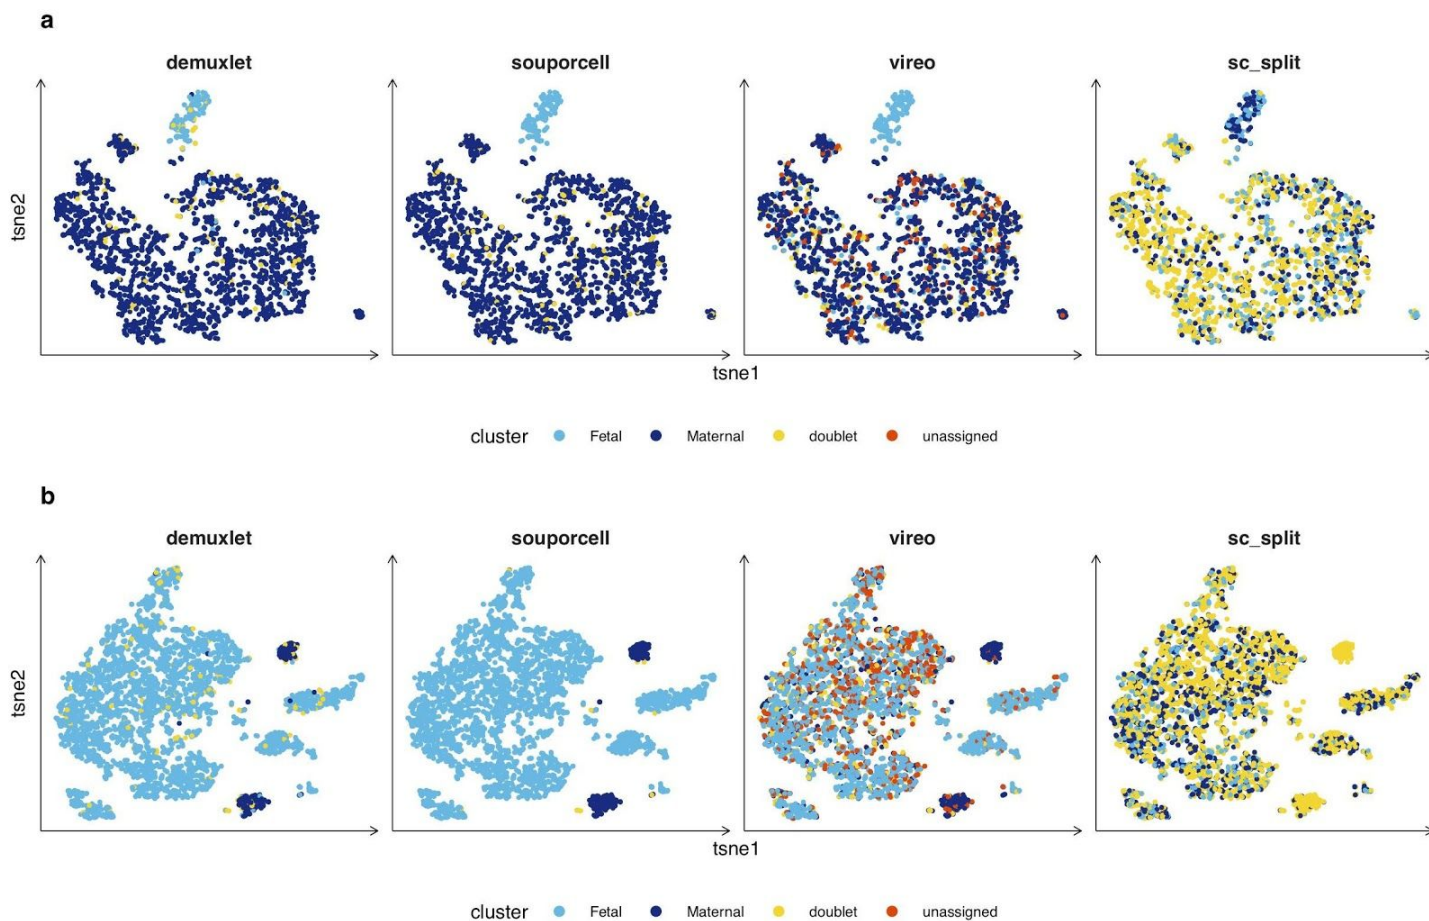 a
demuxlet souporcell vireo sc_split
tsne2
tsne1
cluster Fetal Maternal doublet unassigned
b
demuxlet souporcell vireo sc_split
tsne2
tsne1
cluster Fetal Maternal doublet unassigned